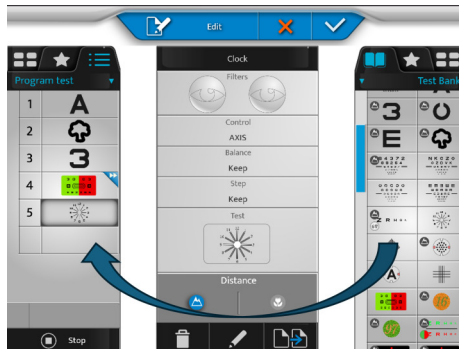 Edit
Clock
Program test
Test Bank
Filters
1
A
2
3
3
4
5
Control
AXIS
Balance
Keep
Step
Keep
Test
Distance
Stop
3
E
A